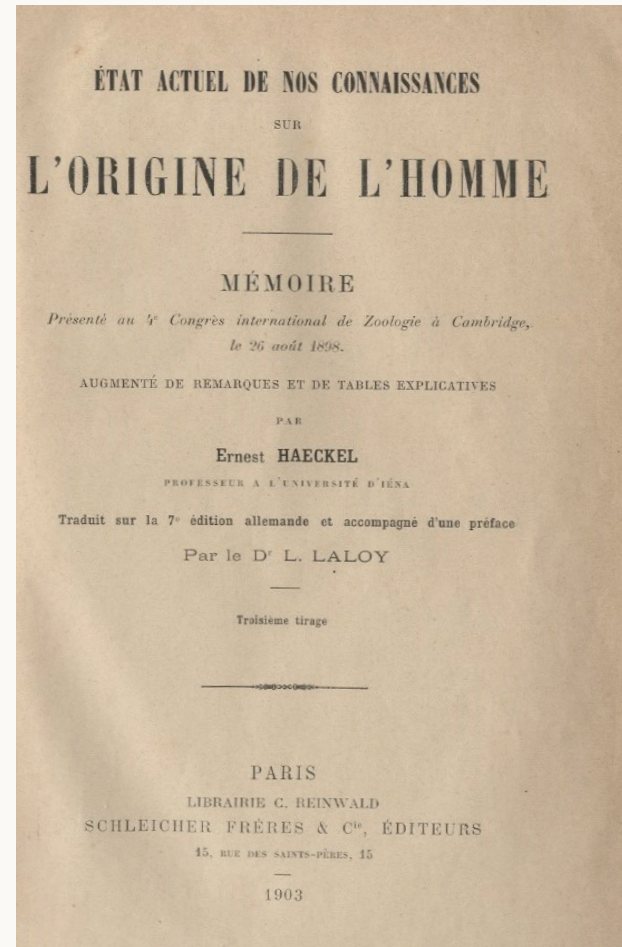 ÉTAT ACTUEL DE NOS CONNAISSANCES
SUR
L'ORIGINE DE L'HOMME
MÉMOIRE
Présenté au 4e Congrès international de Zoologie à Cambridge,
le 26 août 1898.
AUGMENTÉ DE REMARQUES ET DE TABLES EXPLICATIVES
PAR
Ernest HAECKEL
PROFESSEUR A L'UNIVERSITÉ D'IÉNA
Traduit sur la 7e édition allemande et accompagné d'une préface
Par le Dr L. LALOY
Troisième tirage
PARIS
LIBRAIRIE C. REINWALD
SCHLEICHER FRÈRES & Cie, ÉDITEURS
15, RUE DES SAINTS-PÈRES, 15
1903